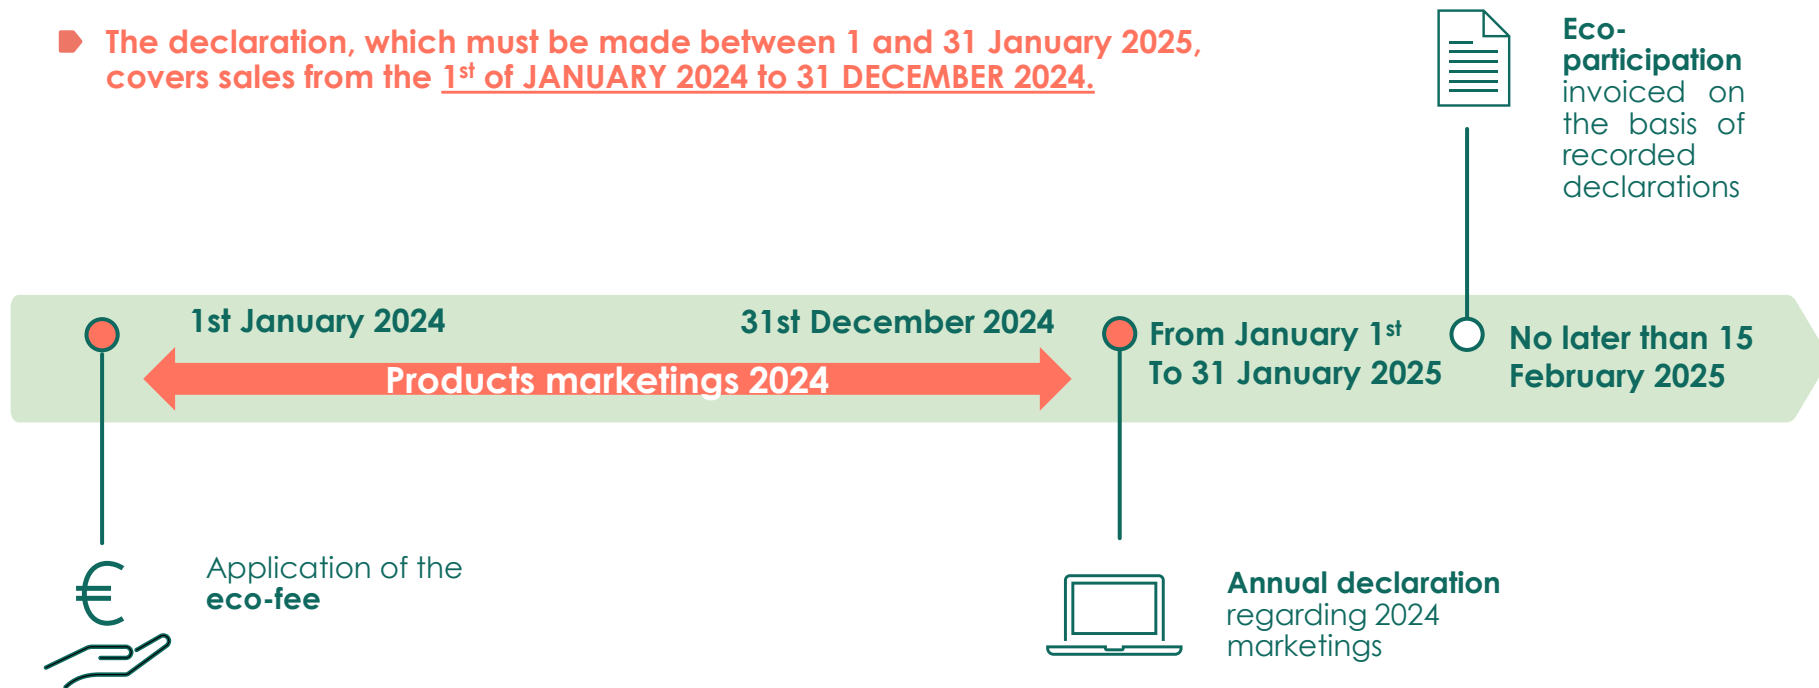 The declaration, which must be made between 1 and 31 January 2025,
covers sales from the 1st of JANUARY 2024 to 31 DECEMBER 2024.
Eco-
participation
invoiced on
the basis of
recorded
declarations
1st January 2024
31st December 2024
Products marketings 2024
From January 1st
To 31 January 2025
No later than 15
February 2025
€
Application of the
eco-fee
Annual declaration
regarding 2024
marketings